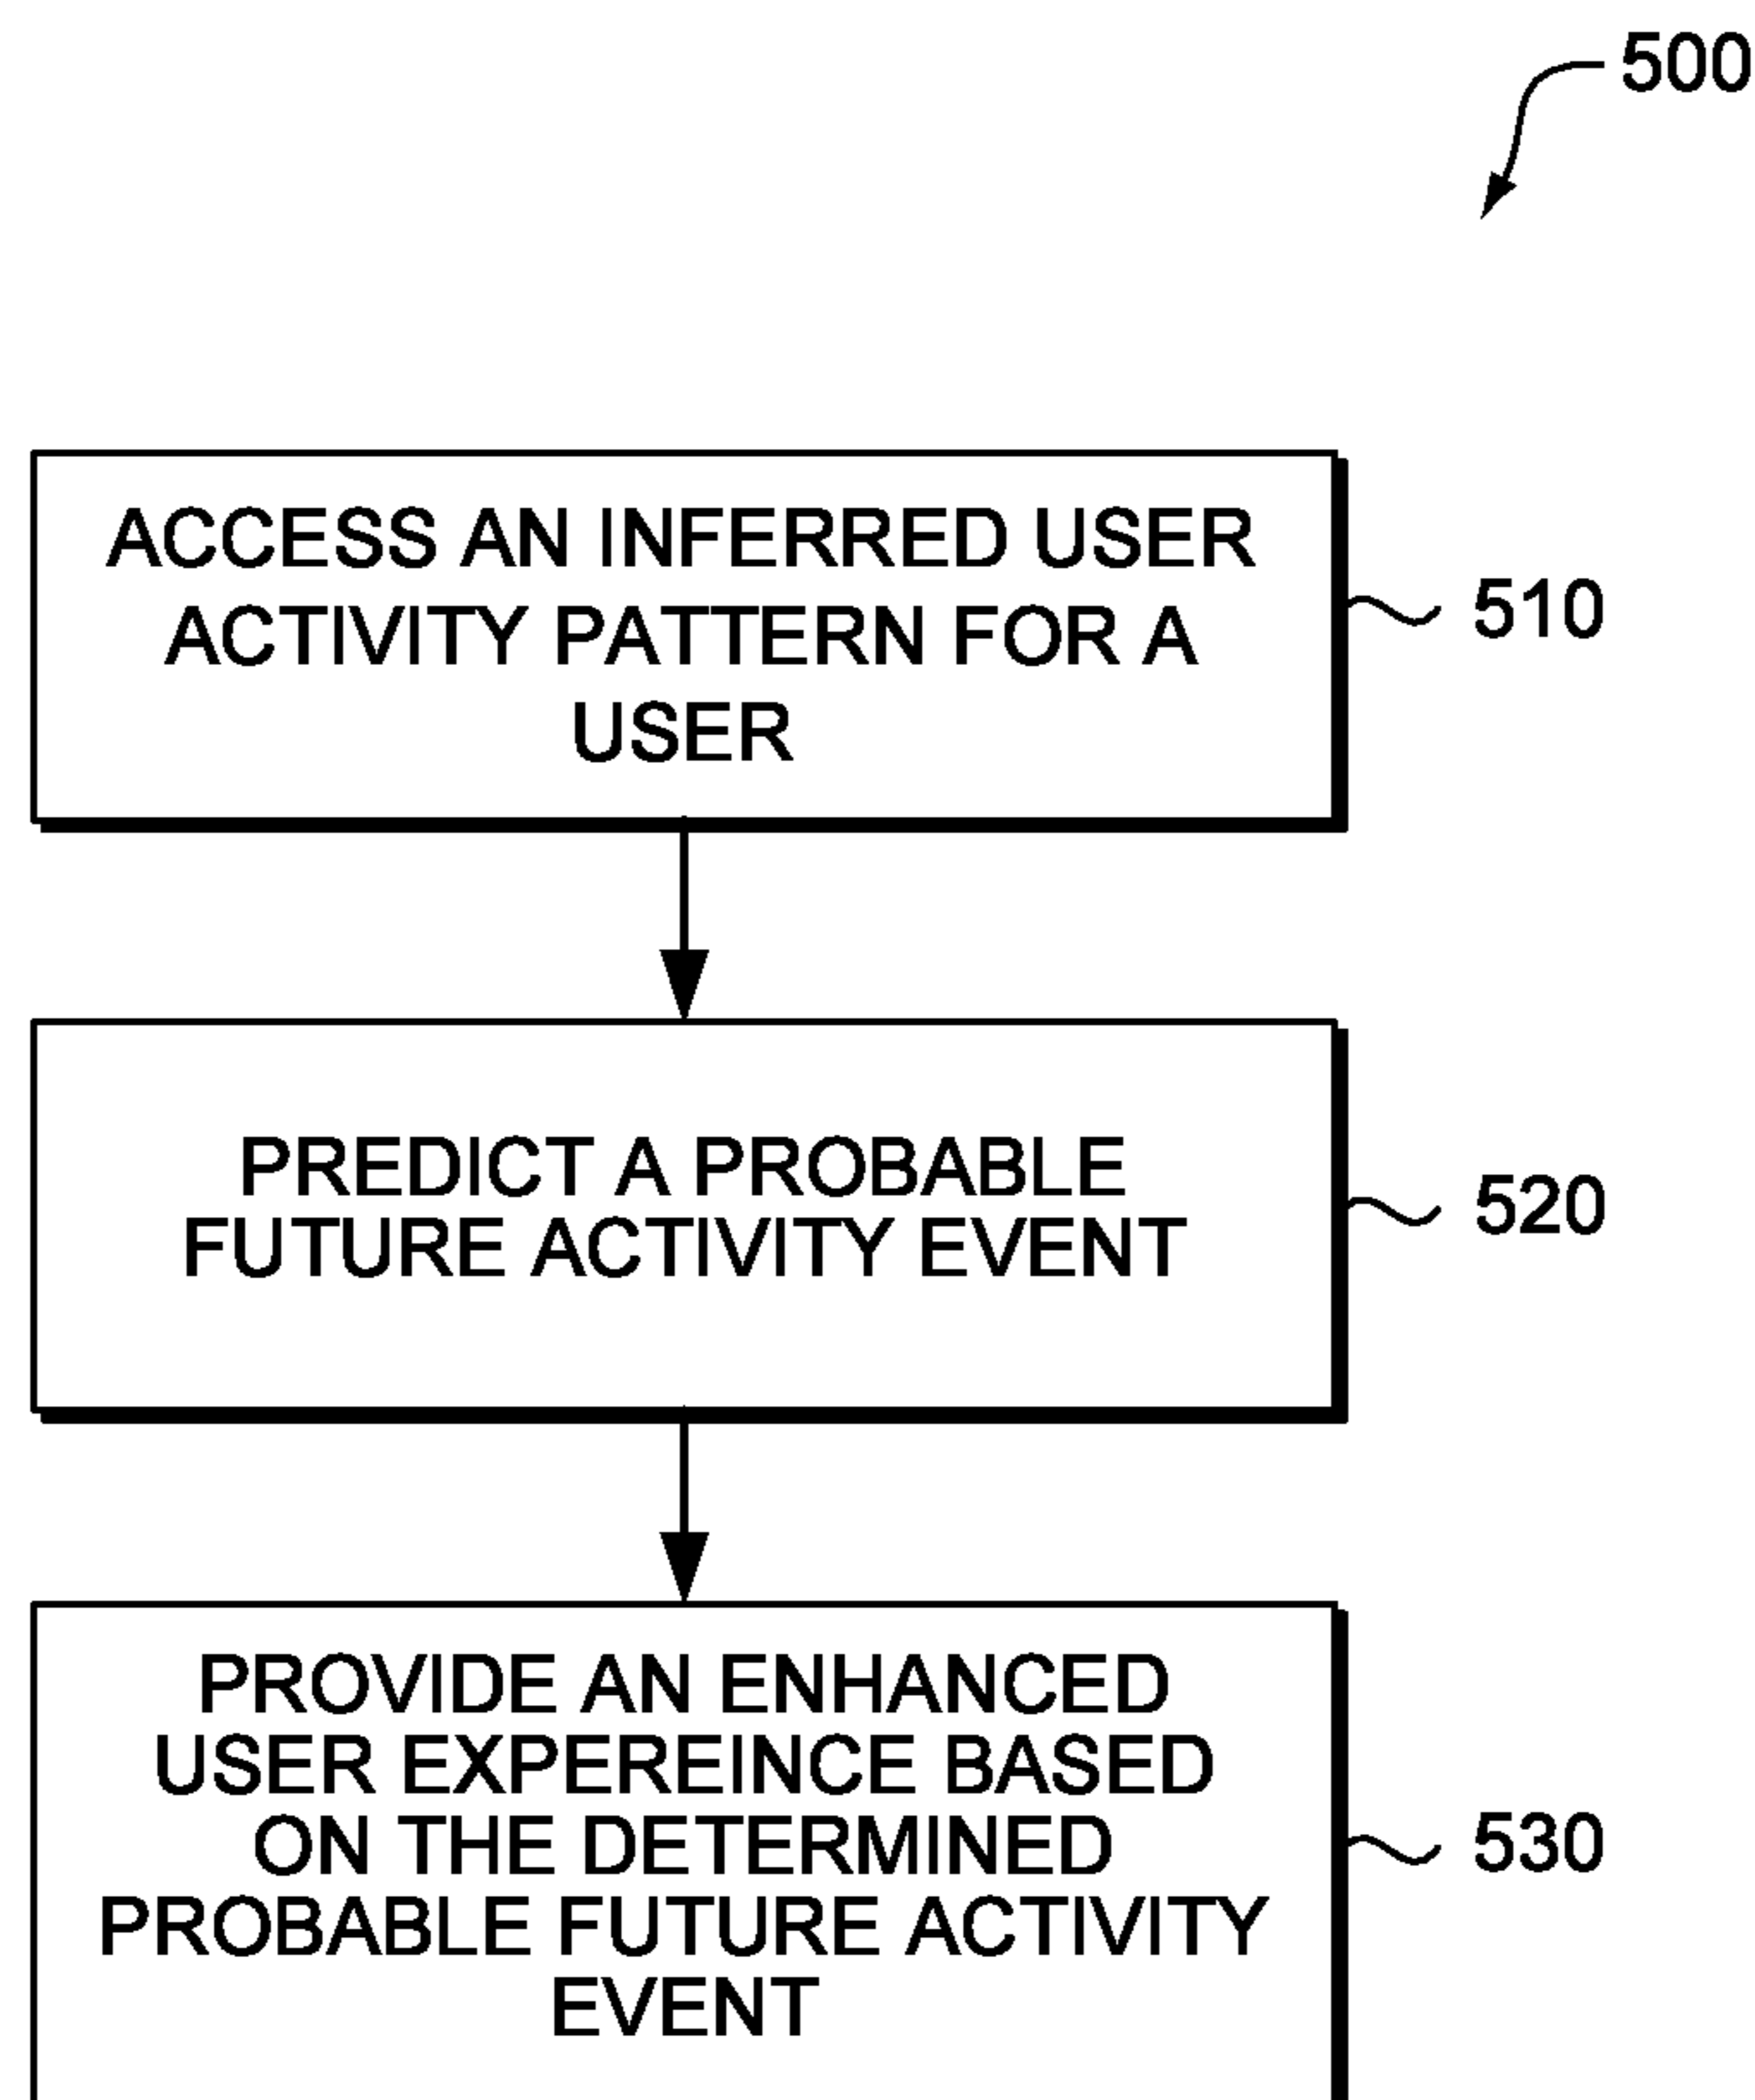 500
ACCESS AN INFERRED USER
ACTIVITY PATTERN FOR A
USER
510
PREDICT A PROBABLE
FUTURE ACTIVITY EVENT
520
PROVIDE AN ENHANCED
USER EXPEREINCE BASED
ON THE DETERMINED
PROBABLE FUTURE ACTIVITY
EVENT
530